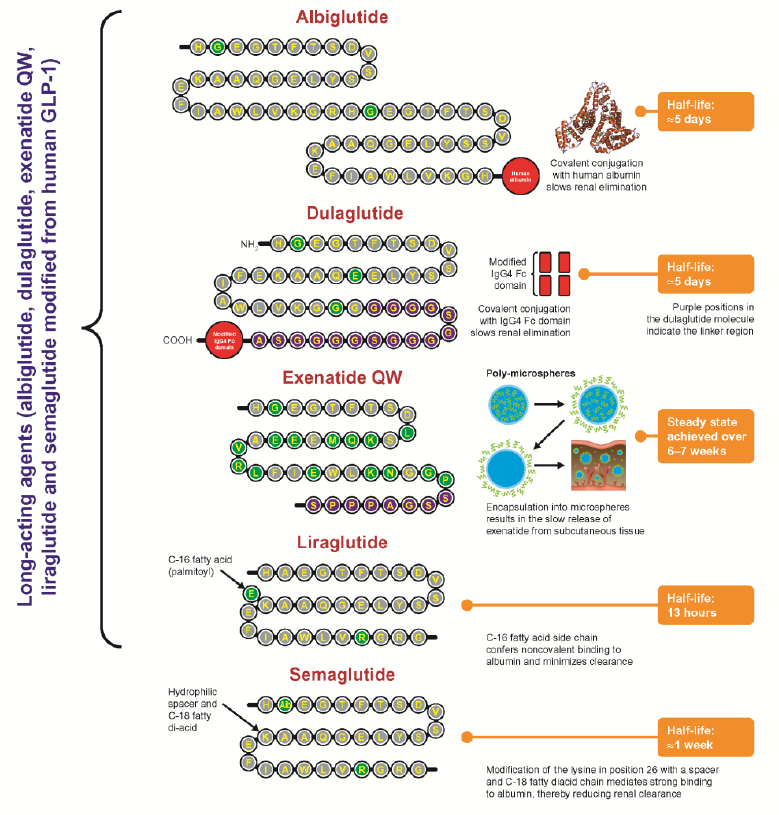 Long-acting agents (albiglutide, dulaglutide, exenatide QW,
liraglutide and semaglutide modified from human GLP-1)
Albiglutide
H G E G T F T S D V
K A A Q G E L Y S S
E
F I A W L V K G R H G E G T F T S D
V
K A A Q G E L Y S S
E F I A W L V K G H
Human
albumin
Covalent conjugation
with human albumin
slows renal elimination
Half-life:
≈5 days
Dulaglutide
NH2 H G E G T F T S D V
F E K A A Q E E L Y S S
I
A W L V K G G G G G G G S
G
COOH
Modified
IgG4 Fc
domain
A S G G G G S G G G G
Modified
IgG4 Fc
domain
Covalent conjugation
with IgG4 Fc domain
slows renal elimination
Half-life:
≈5 days
Purple positions in
the dulaglutide molecule
indicate the linker region
Exenatide QW
H G E G T F T S D
L
V A E E E M Q K S
R L F I E W L K N G G P
S P P P A G S S
Poly-microspheres
Encapsulation into microspheres
results in the slow release of
exenatide from subcutaneous tissue
Steady state
achieved over
6–7 weeks
Liraglutide
C-16 fatty acid
(palmitoyl)
H A E G T F T S D V
E
K A A Q G E L Y S S
E
F I A W L V R G R G
C-16 fatty acid side chain
confers noncovalent binding to
albumin and minimizes clearance
Half-life:
13 hours
Semaglutide
Hydrophilic
spacer and
C-18 fatty
di-acid
H Aib E G T F T S D V
K A A Q G E L Y S S
E
F I A W L V R G R G
Modification of the lysine in position 26 with a spacer
and C-18 fatty diacid chain mediates strong binding
to albumin, thereby reducing renal clearance
Half-life:
≈1 week